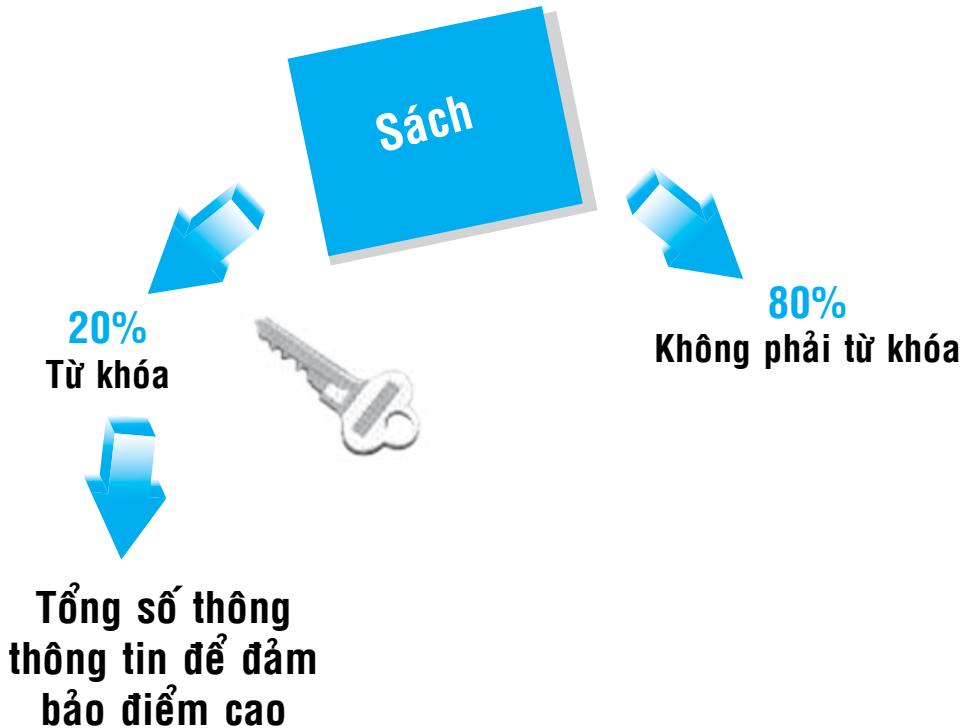 Sách
20%
Từ khóa
80%
Không phải từ khóa
Tổng số thông
thông tin để đảm
bảo điểm cao